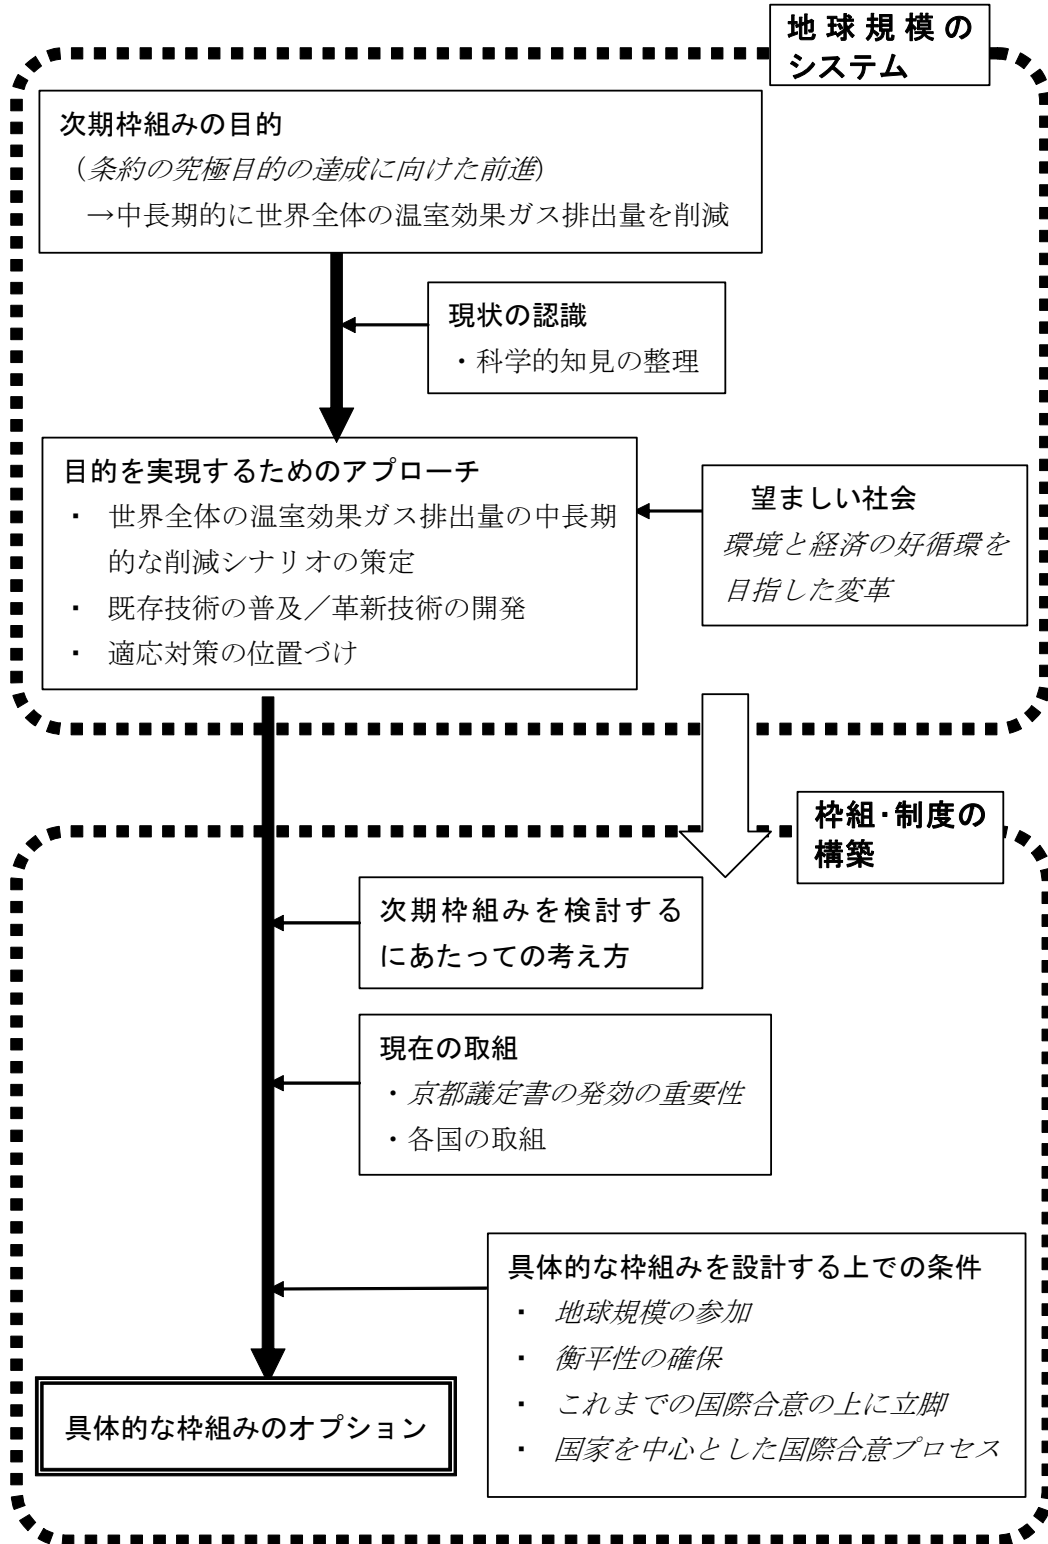 地球規模の
システム
次期枠組みの目的
（条約の究極目的の達成に向けた前進）
→中長期的に世界全体の温室効果ガス排出量を削減
現状の認識
・科学的知見の整理
目的を実現するためのアプローチ
・ 世界全体の温室効果ガス排出量の中長期
的な削減シナリオの策定
・ 既存技術の普及／革新技術の開発
・ 適応対策の位置づけ
望ましい社会
環境と経済の好循環を
目指した変革
枠組・制度の
構築
次期枠組みを検討する
にあたっての考え方
現在の取組
・京都議定書の発効の重要性
・各国の取組
具体的な枠組みを設計する上での条件
・ 地球規模の参加
・ 衡平性の確保
・ これまでの国際合意の上に立脚
・ 国家を中心とした国際合意プロセス
具体的な枠組みのオプション